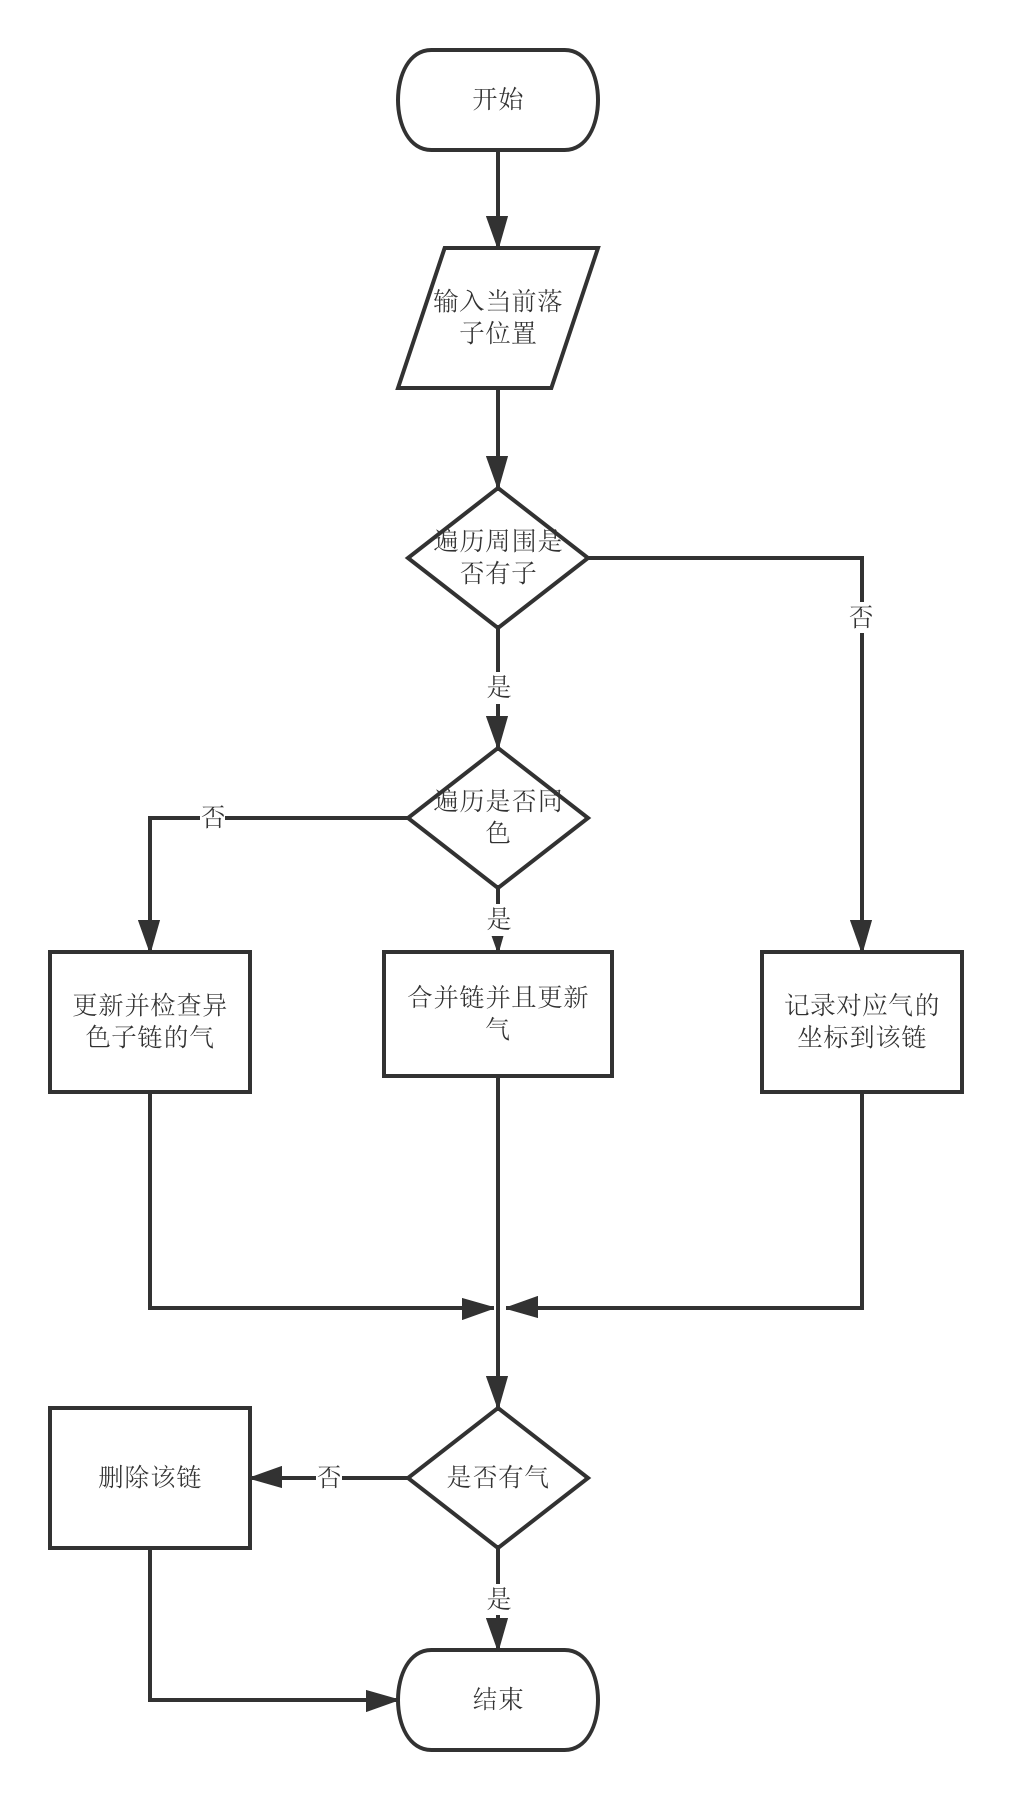 开始
输入当前落
子位置
遍历周围是
否有子
否
是
遍历是否同
色
否
是
更新并检查异
色子链的气
合并链并且更新
气
记录对应气的
坐标到该链
删除该链
否
是否有气
是
结束